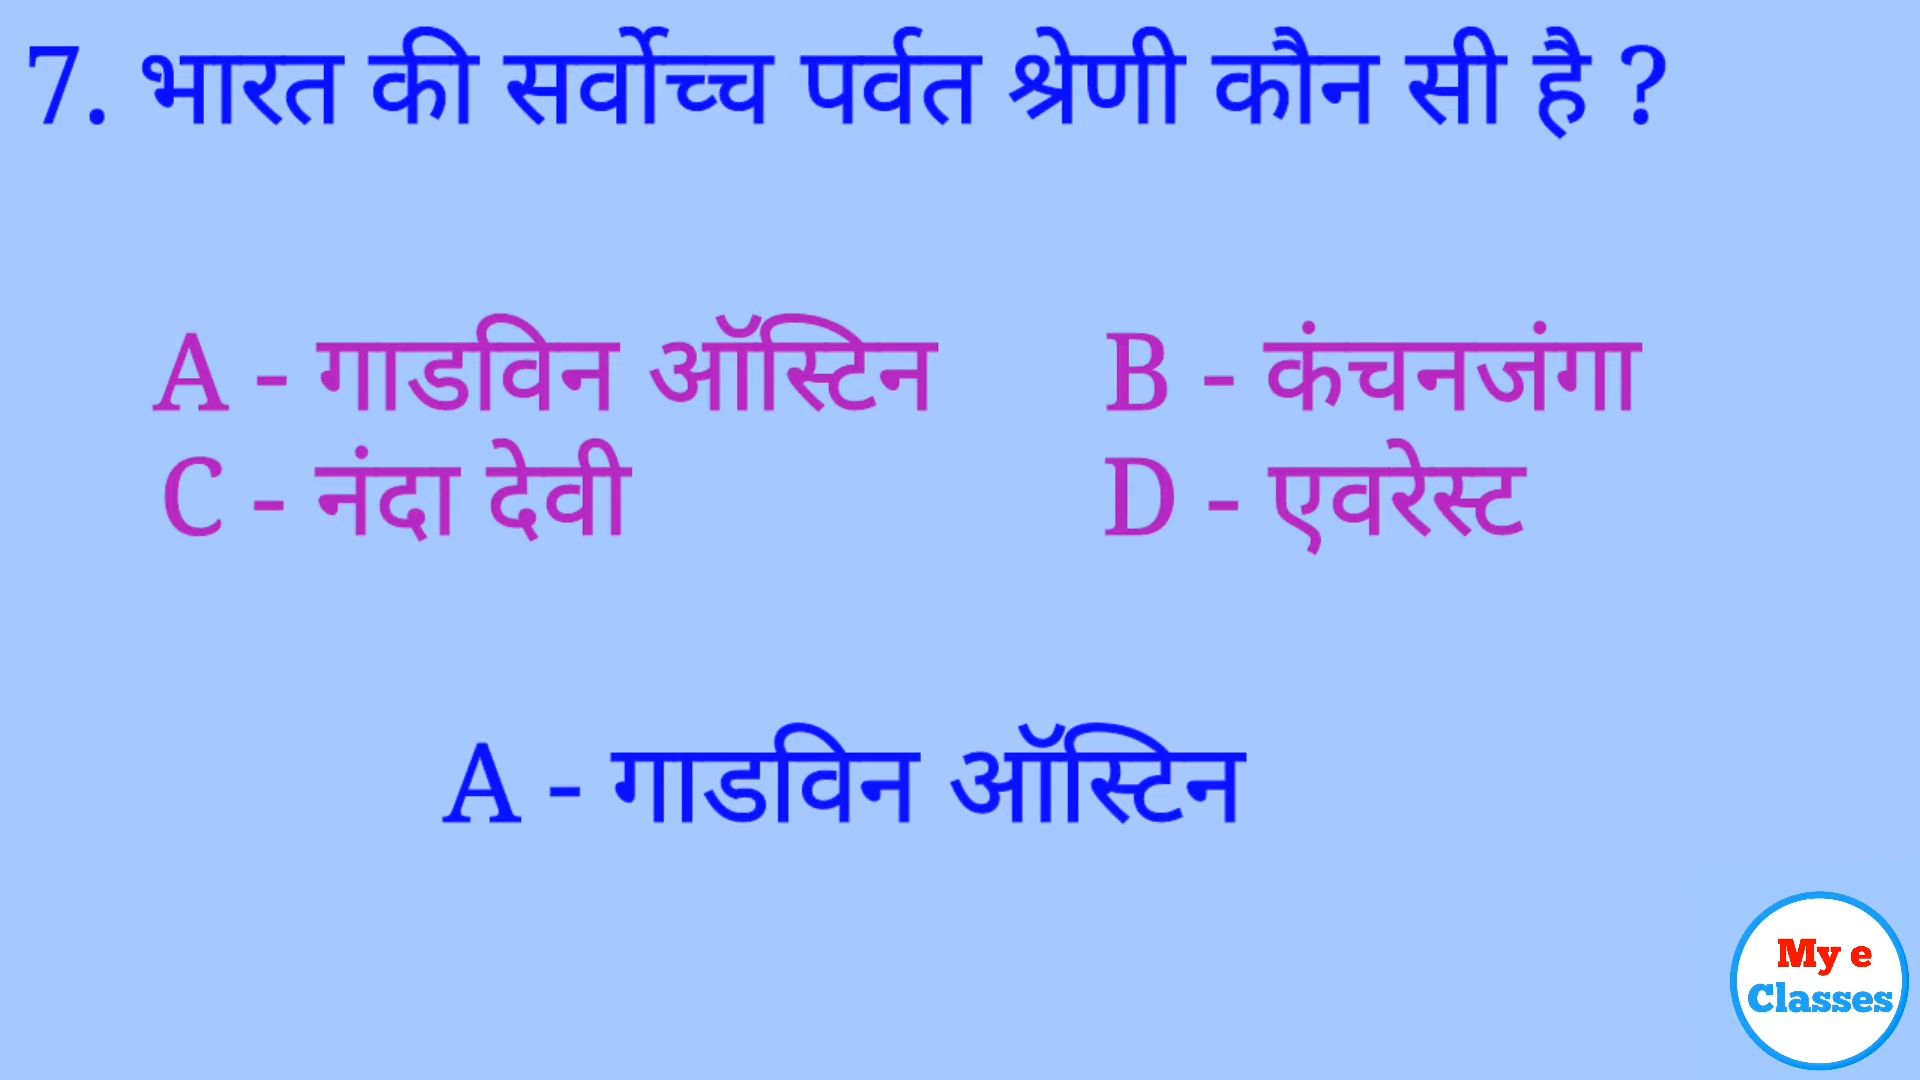 7. भारत की सर्वोच्च पर्वत श्रेणी कौन सी है ?
A - गाडविन ऑस्टिन B - कंचनजंगा
C - नंदा देवी D - एवरेस्ट
A - गाडविन ऑस्टिन
My e
Classes